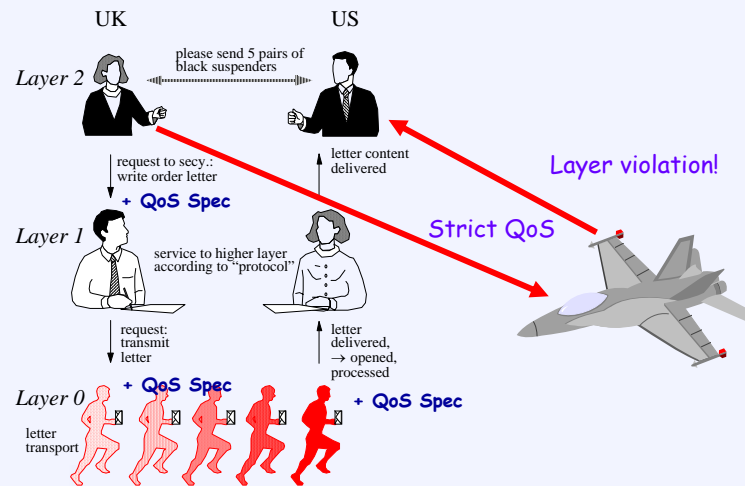 UK
US
please send 5 pairs of
black suspenders
Layer 2
request to secy.:
write order letter
+ QoS Spec
letter content
delivered
Layer violation!
Strict QoS
Layer 1
service to higher layer
according to “protocol”
request:
transmit
letter
+ QoS Spec
letter
delivered,
→ opened,
processed
+ QoS Spec
Layer 0
letter
transport